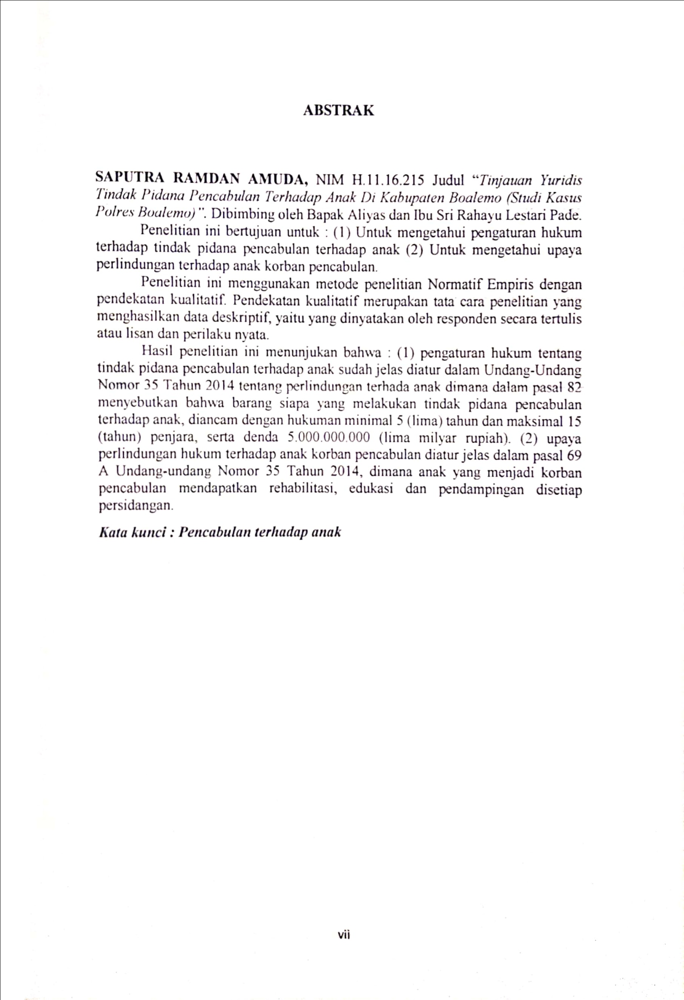 ABSTRAK
SAPUTRA RAMDAN AMUDA, NIM H.11.16.215 Judul “Tinjauan Yuridis
Tindak Pidana Pencabulan Terhadap Anak Di Kabupaten Boalemo (Studi Kasus
Polres Boalemo)”. Dibimbing oleh Bapak Aliyas dan Ibu Sri Rahayu Lestari Pade.
Penelitian ini bertujuan untuk : (1) Untuk mengetahui pengaturan hukum
terhadap tindak pidana pencabulan terhadap anak (2) Untuk mengetahui upaya
perlindungan terhadap anak korban pencabulan.
Penelitian ini menggunakan metode penelitian Normatif Empiris dengan
pendekatan kualitatif. Pendekatan kualitatif merupakan tata cara penelitian yang
menghasilkan data deskriptif, yaitu yang dinyatakan oleh responden secara tertulis
atau lisan dan perilaku nyata.
Hasil penelitian ini menunjukan bahwa : (1) pengaturan hukum tentang
tindak pidana pencabulan terhadap anak sudah jelas diatur dalam Undang-Undang
Nomor 35 Tahun 2014 tentang perlindungan terhada anak dimana dalam pasal 82
menyebutkan bahwa barang siapa yang melakukan tindak pidana pencabulan
terhadap anak, diancam dengan hukuman minimal 5 (lima) tahun dan maksimal 15
(tahun) penjara, serta denda 5.000.000.000 (lima milyar rupiah). (2) upaya
perlindungan hukum terhadap anak korban pencabulan diatur jelas dalam pasal 69
A Undang-undang Nomor 35 Tahun 2014, dimana anak yang menjadi korban
pencabulan mendapatkan rehabilitasi, edukasi dan pendampingan disetiap
persidangan.
Kata kunci : Pencabulan terhadap anak
vii